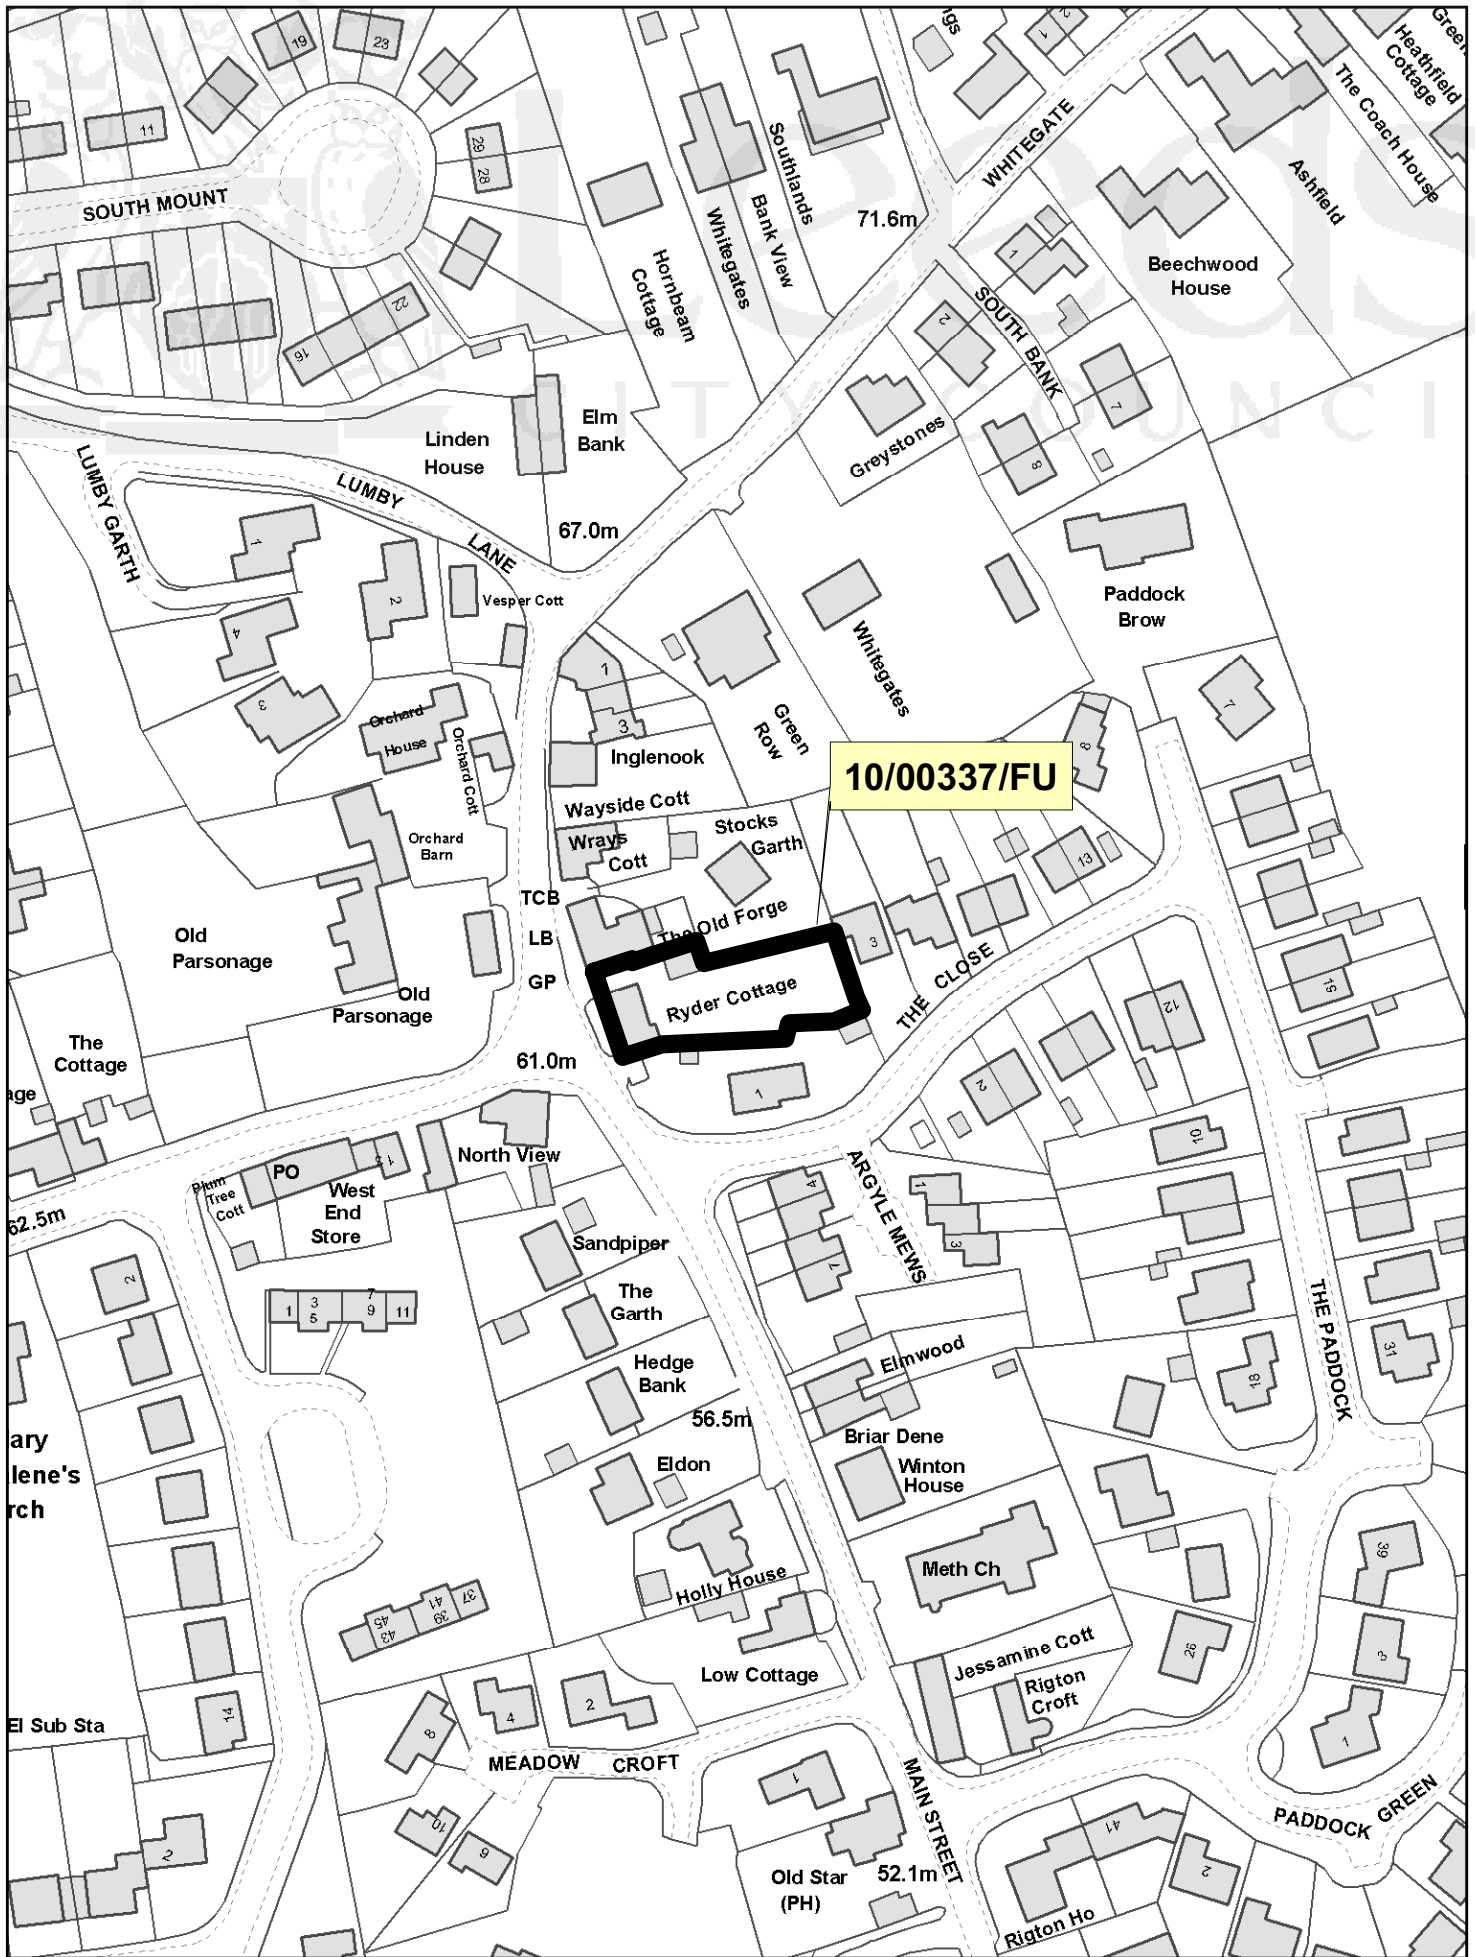 19
23
11
29
28
SOUTH MOUNT
22
16
Hornbeam
Cottage
Whitegates
Bank View
Southlands
71.6m
WHITEGATE
Heathfield
Cottage
The Coach House
Ashfield
Beechwood
House
1
2
SOUTH BANK
7
8
Greystones
Leeds
CITY COUNCI
Linden
House
Elm
Bank
LUMBY
LANE
LUMBY GARTH
67.0m
1
2
4
3
Vesper Cott
Paddock
Brow
Whitegates
Green
Row
1
3
Inglenook
Orchard
House
Orchard Cott
Wayside Cott
Wrays
Cott
Stocks
Garth
10/00337/FU
8
7
13
Orchard
Barn
TCB
LB
GP
The Old Forge
Old
Parsonage
Old
Parsonage
Ryder Cottage
3
THE CLOSE
19
12
The
Cottage
61.0m
1
2
North View
10
PO
Plum
Tree
Cott
West
End
Store
62.5m
ARGYLE MEWS
4
7
1
3
Sandpiper
2
1
3
5
7
9
11
The
Garth
THE PADDOCK
Elmwood
Hedge
Bank
31
18
56.5m
Briar Dene
Winton
House
Eldon
ary
lene's
rch
Meth Ch
39
Holly House
37
41
39
45
43
Jessamine Cott
Rigton
Croft
26
3
Low Cottage
14
El Sub Sta
8
4
2
MEADOW CROFT
1
1
MAIN STREET
PADDOCK GREEN
10
2
41
2
Old Star
(PH)
52.1m
Rigton Ho